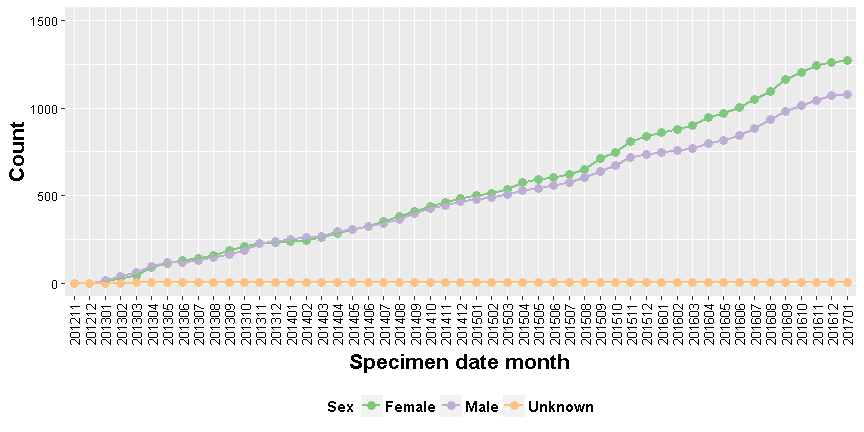 1500
1000
500
0
Count
201211 201212 201301 201302 201303 201304 201305 201306 201307 201308 201309 201310 201311 201312 201401 201402 201403 201404 201405 201406 201407 201408 201409 201410 201411 201412 201501 201502 201503 201504 201505 201506 201507 201508 201509 201510 201511 201512 201601 201602 201603 201604 201605 201606 201607 201608 201609 201610 201611 201612 201701
Specimen date month
Sex Female Male Unknown